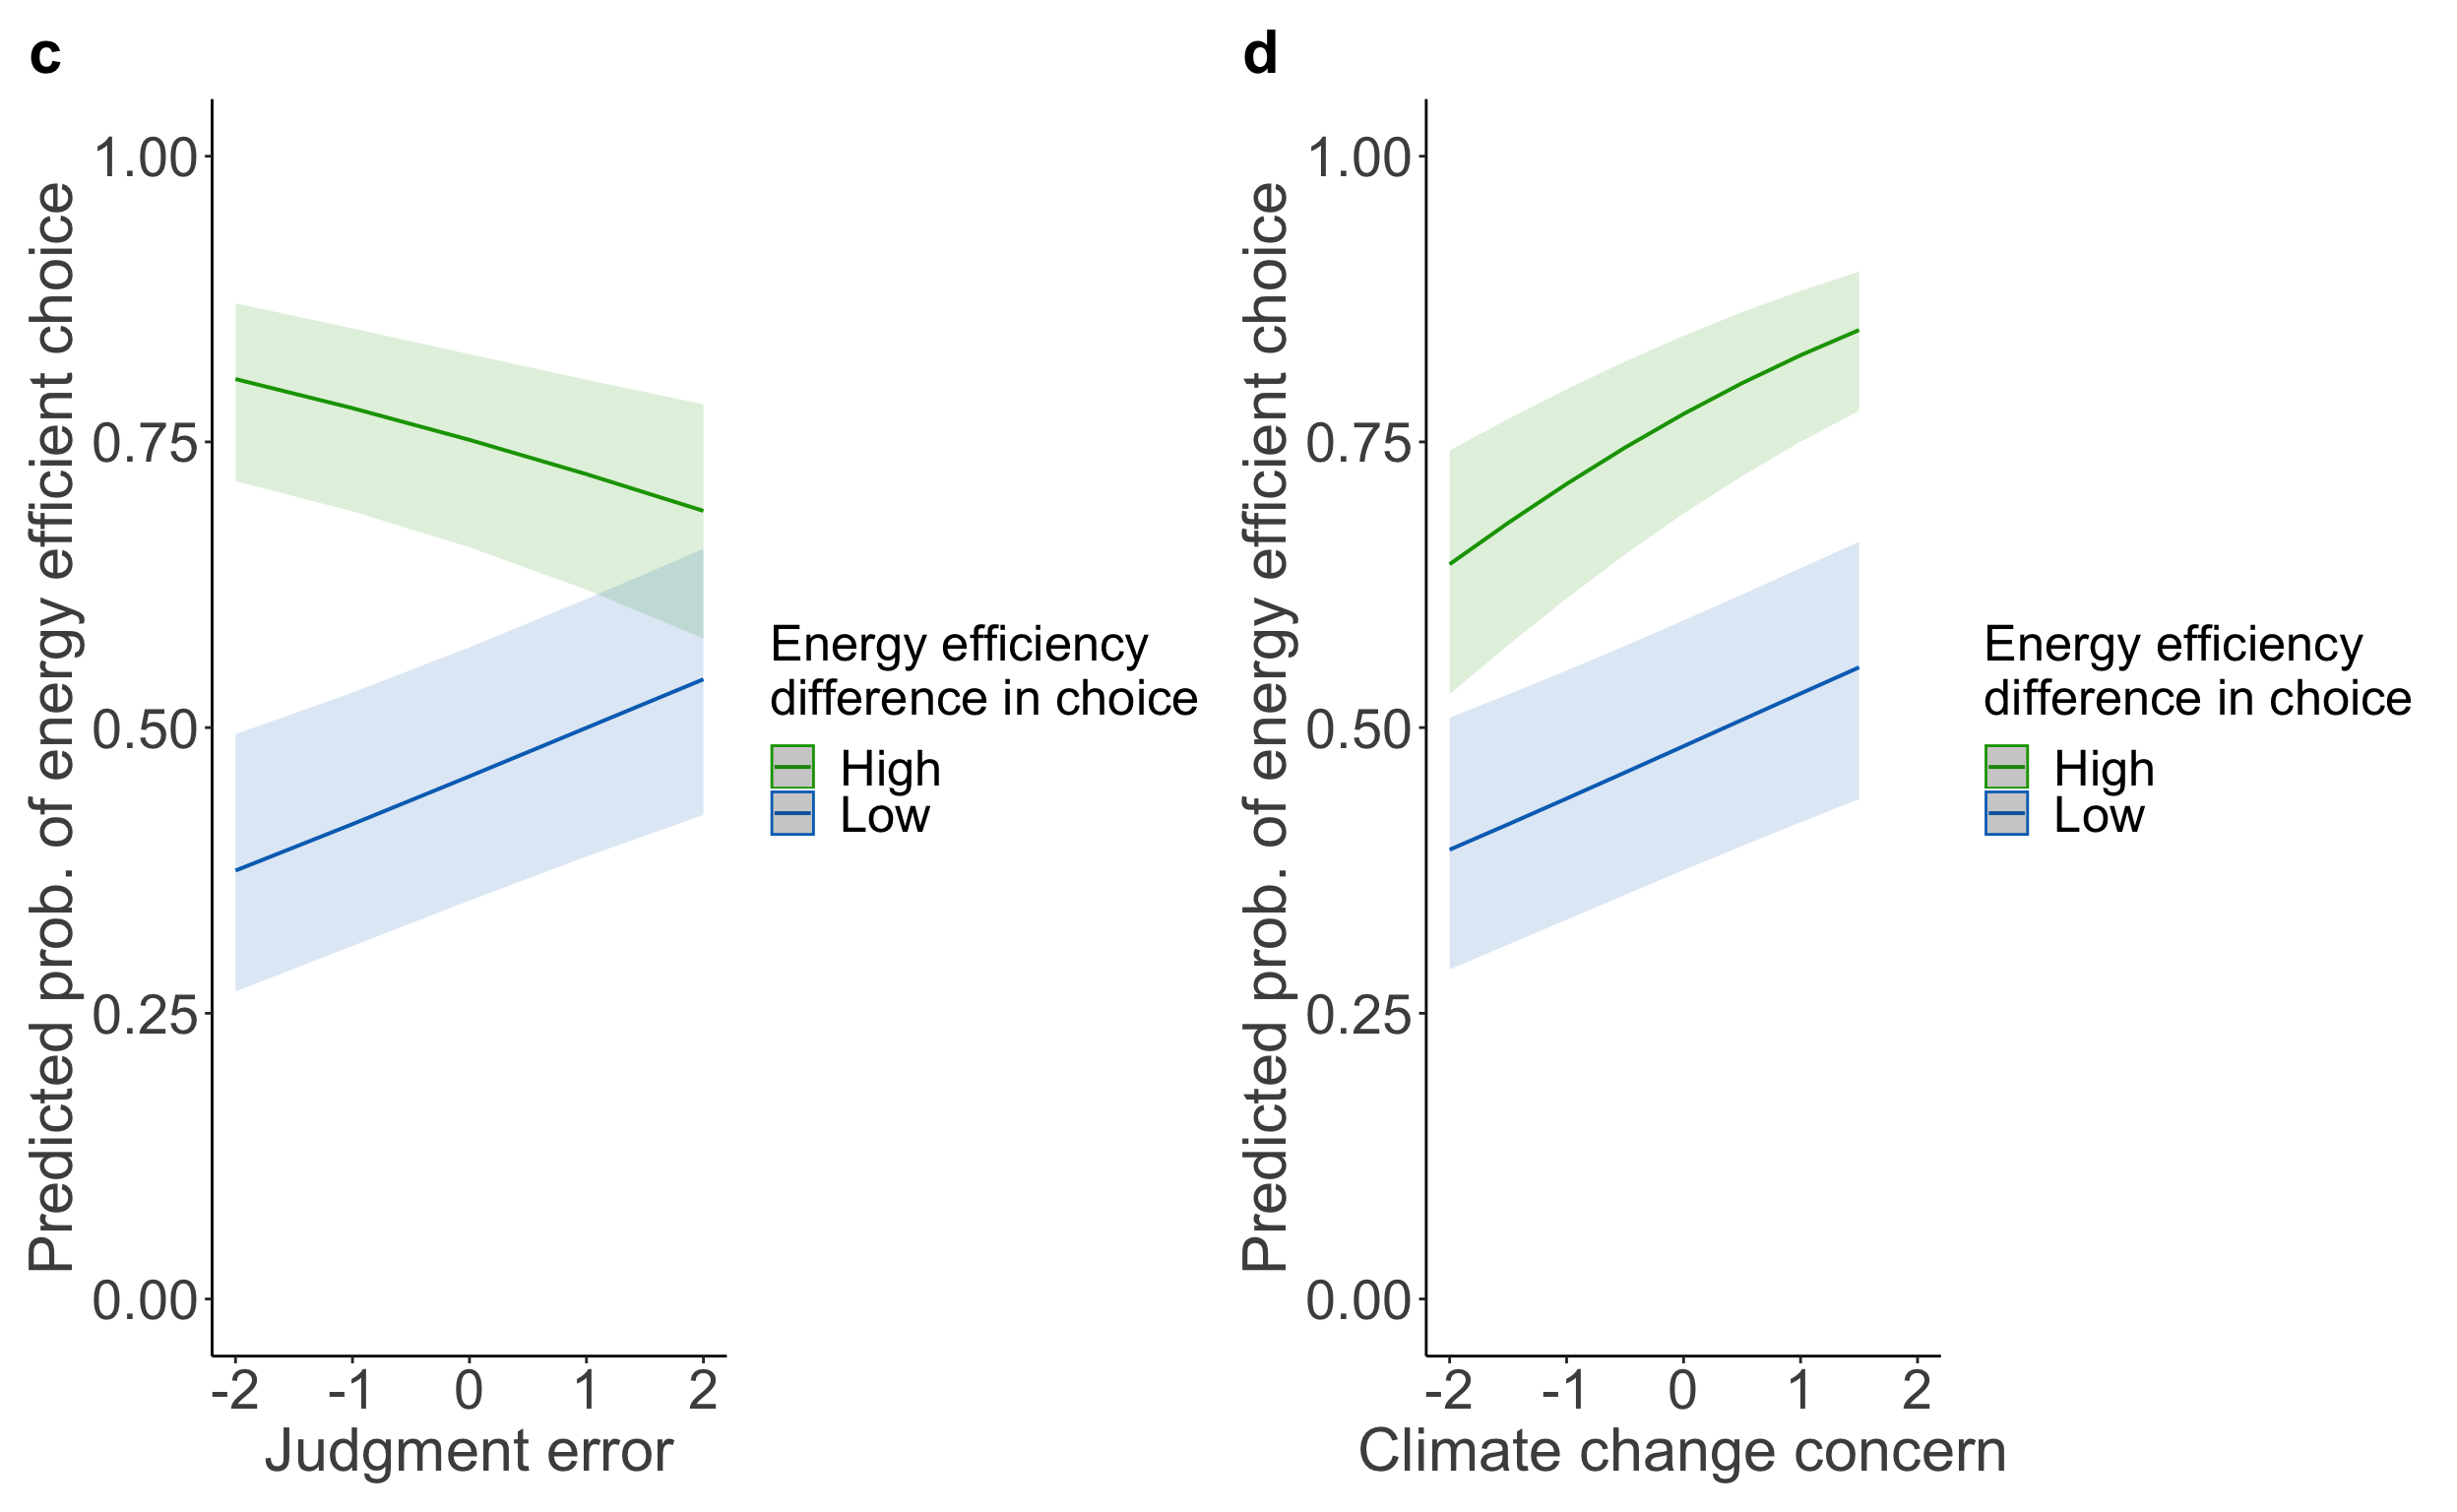 c
Predicted prob. of energy efficient choice
1.00
0.75
0.50
0.25
0.00
-2 -1 0 1 2
Judgment error
Energy efficiency
difference in choice
High
Low
d
Predicted prob. of energy efficient choice
1.00
0.75
0.50
0.25
0.00
-2 -1 0 1 2
Climate change concern
Energy efficiency
difference in choice
High
Low